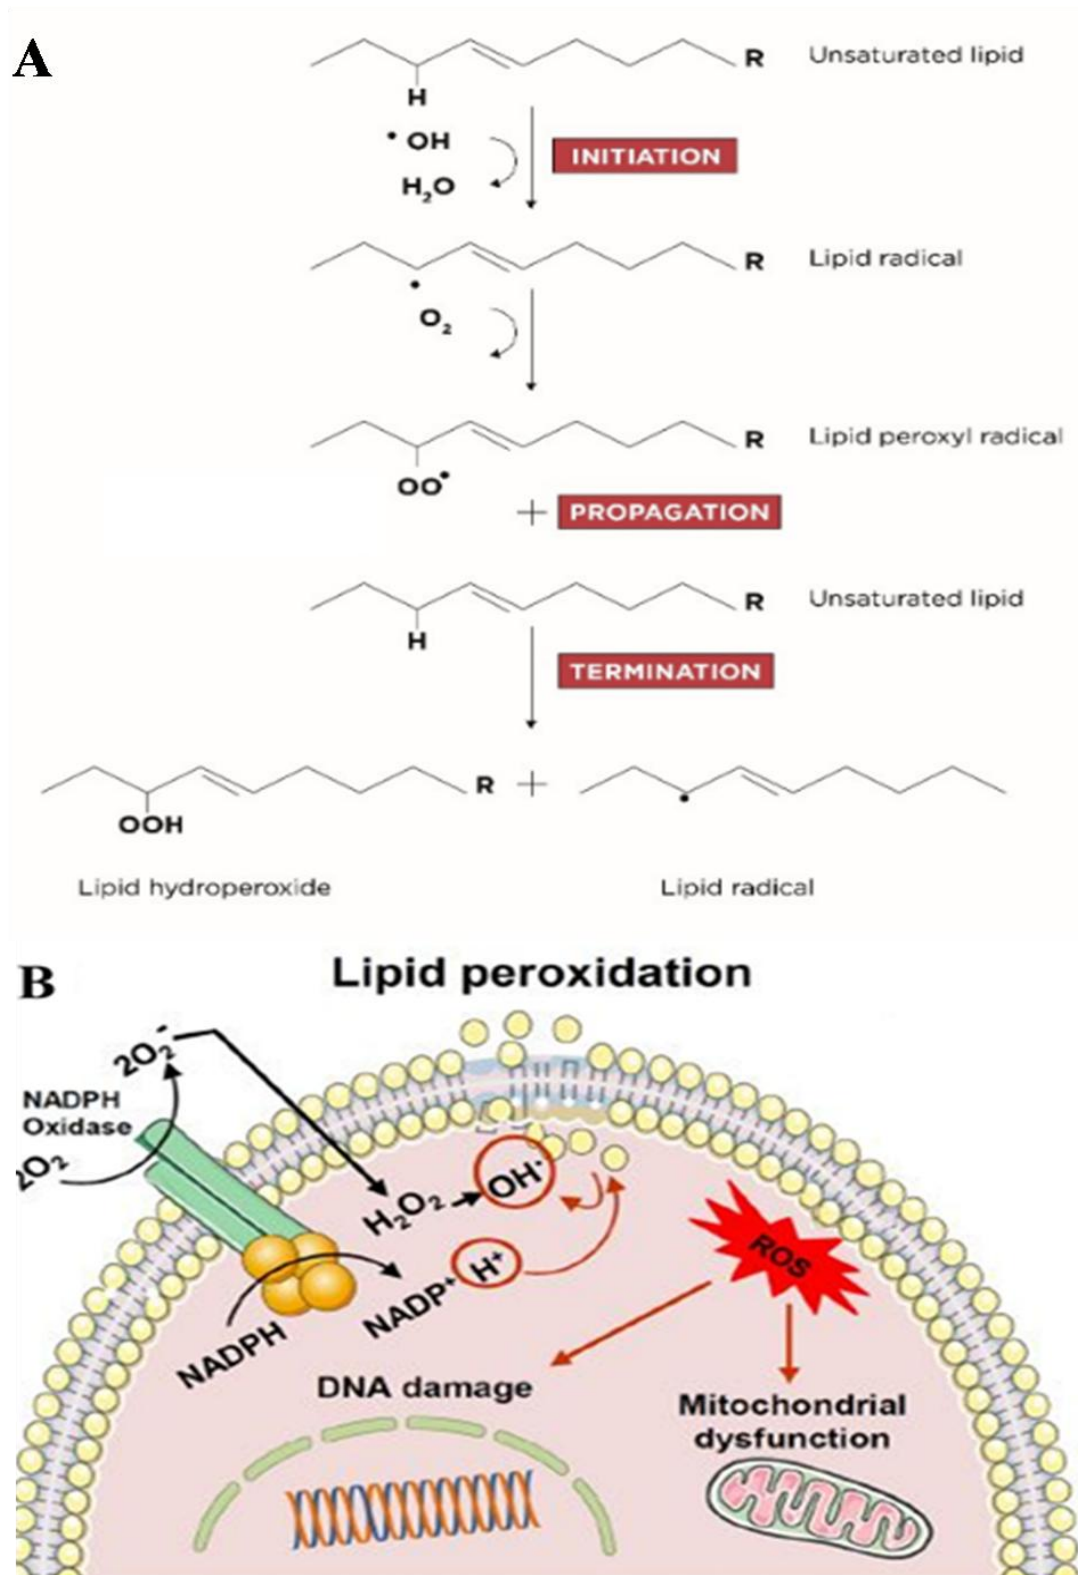 A
R Unsaturated lipid
H
• OH
INITIATION
H₂O
R Lipid radical
•
O₂
R Lipid peroxyl radical
OO•
+ PROPAGATION
R Unsaturated lipid
H
TERMINATION
R +
OOH
Lipid hydroperoxide Lipid radical
B Lipid peroxidation
2O₂⁻
NADPH
Oxidase
2O₂
H₂O₂ OH·
NADP⁺ H⁺
NADPH
ROS
DNA damage
Mitochondrial
dysfunction